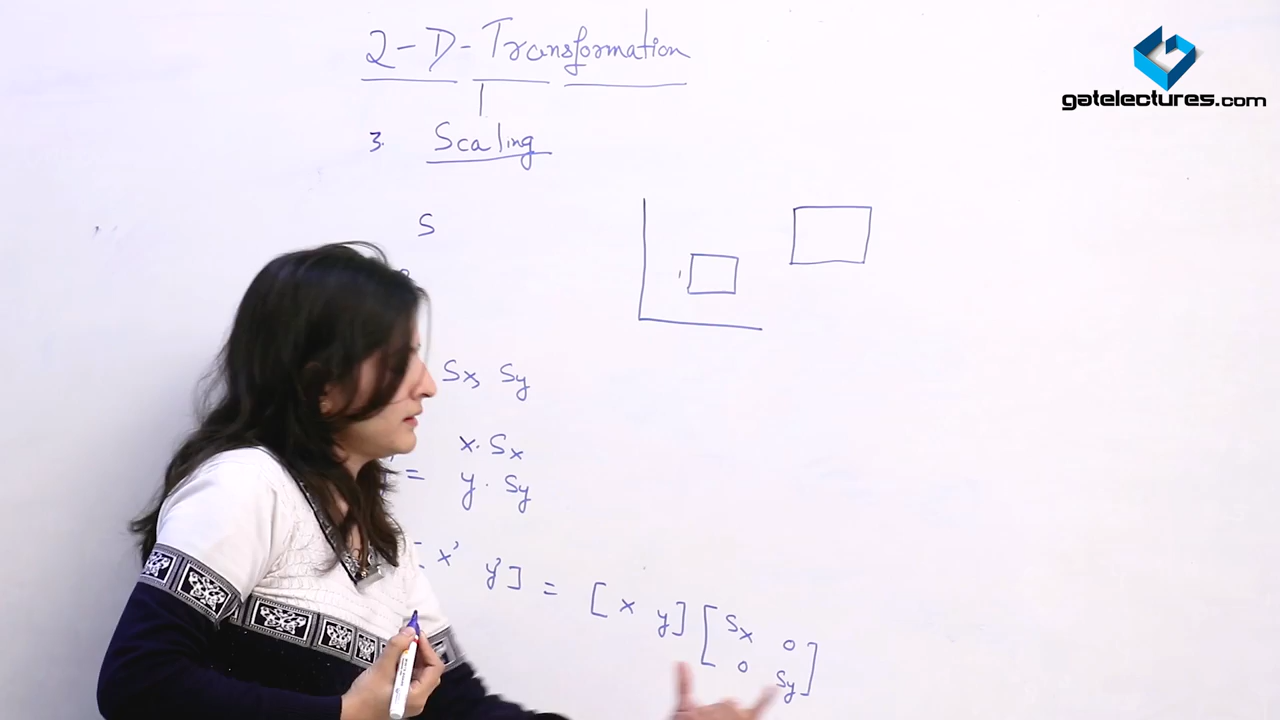 2-D-Transformation
gatelectures.com
3. Scaling
S
Sx, Sy
x. Sx
= y. Sy
[x' y'] = [x y] [Sx 0
0 Sy]